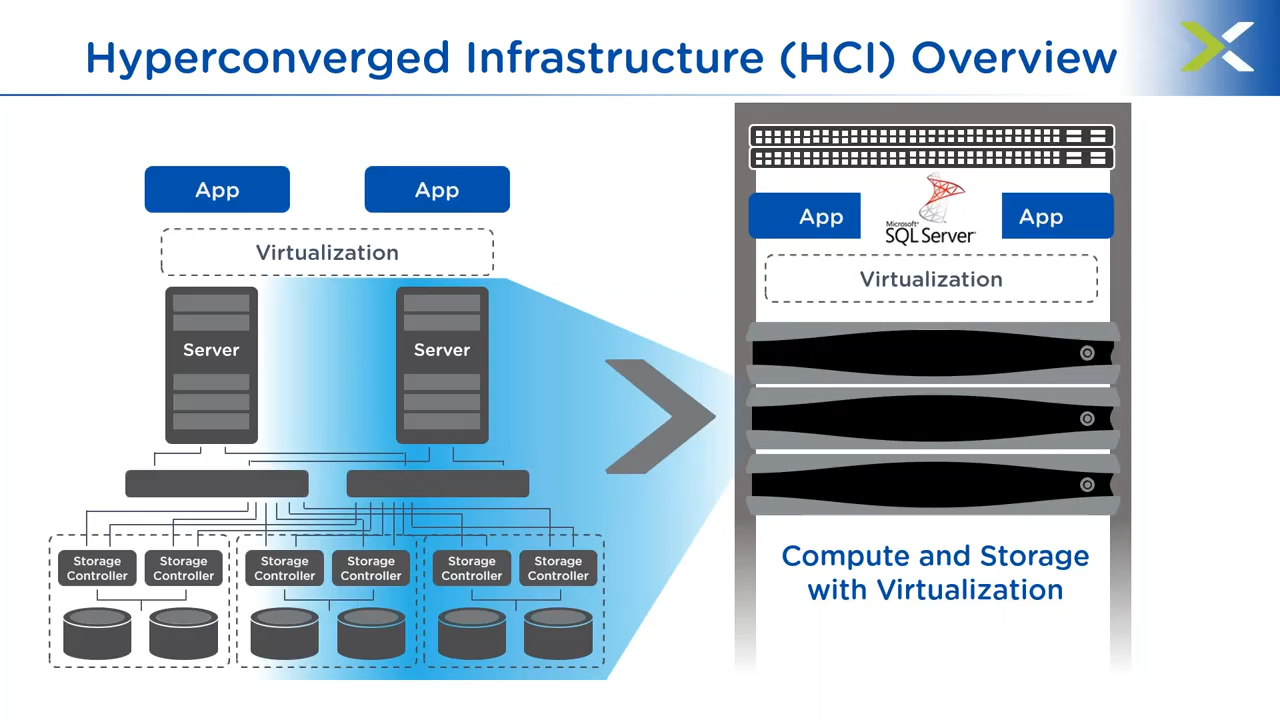 Hyperconverged Infrastructure (HCI) Overview
App
App
Virtualization
Server
Server
Storage
Controller
Storage
Controller
Storage
Controller
Storage
Controller
Storage
Controller
Storage
Controller
App
Microsoft®
SQL Server®
App
Virtualization
Compute and Storage
with Virtualization